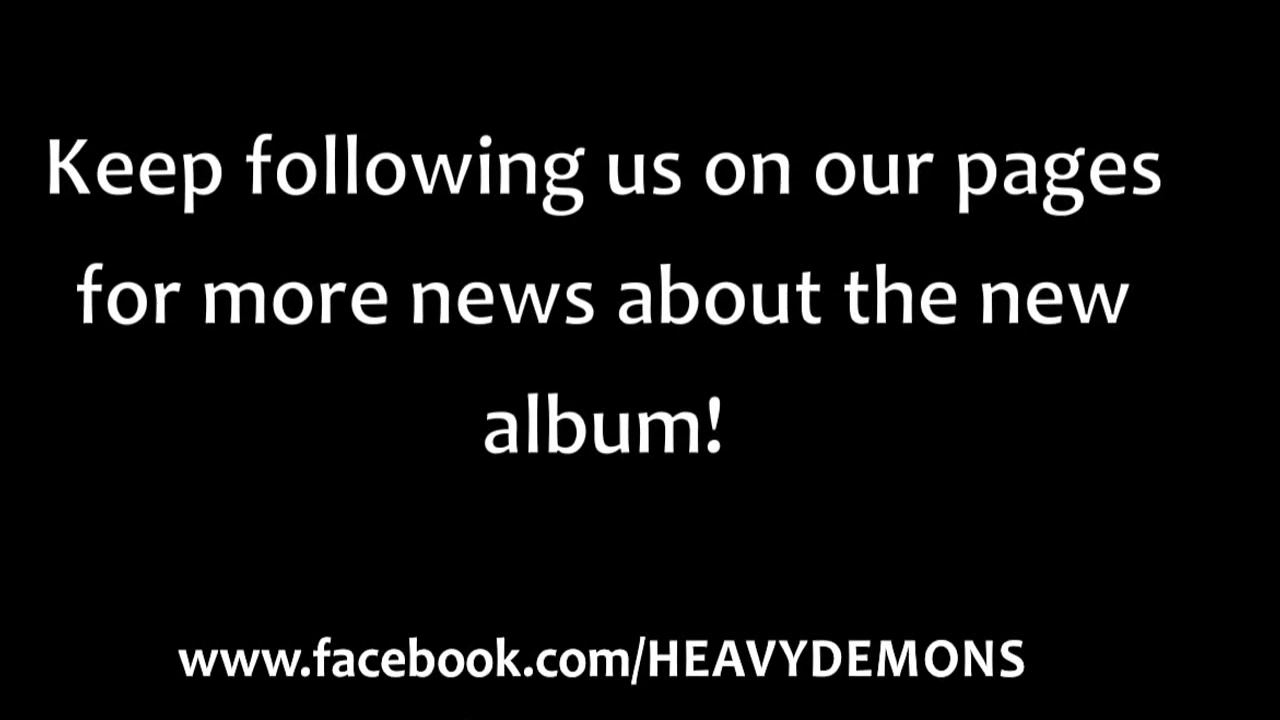 Keep following us on our pages
for more news about the new
album!
www.facebook.com/HEAVYDEMONS